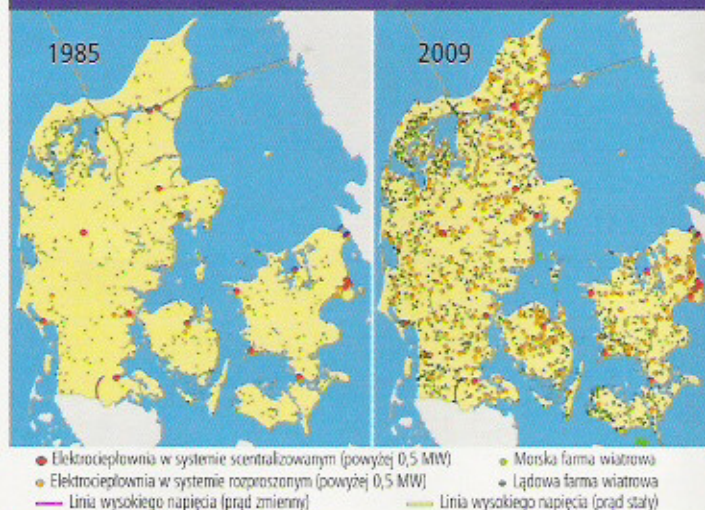 1985
2009
Elektrociepłownia w systemie scentralizowanym (powyżej 0,5 MW)
Morska farma wiatrowa
Elektrociepłownia w systemie rozproszonym (powyżej 0,5 MW)
Lądowa farma wiatrowa
Linia wysokiego napięcia (prąd zmienny)
Linia wysokiego napięcia (prąd stały)